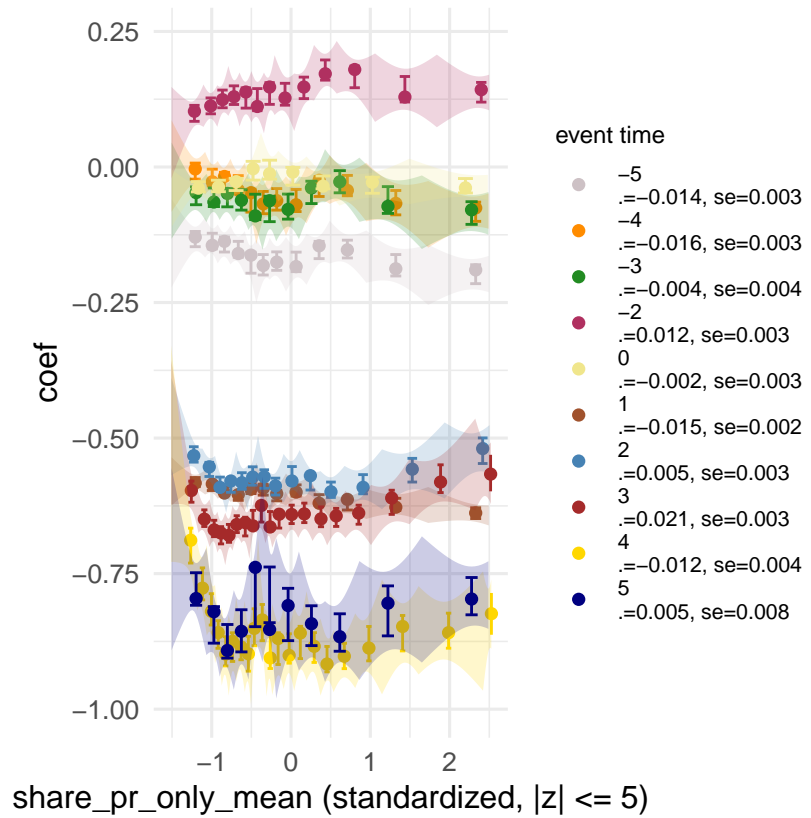 0.25
0.00
−0.25
−0.50
−0.75
−1.00
coef
−1
0
1
2
share_pr_only_mean (standardized, |z| <= 5)
event time
−5
.=−0.014, se=0.003
−4
.=−0.016, se=0.003
−3
.=−0.004, se=0.004
−2
.=0.012, se=0.003
0
.=−0.002, se=0.003
1
.=−0.015, se=0.002
2
.=0.005, se=0.003
3
.=0.021, se=0.003
4
.=−0.012, se=0.004
5
.=0.005, se=0.008